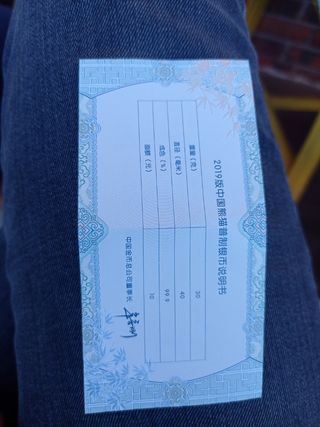 2019版中国熊猫普制银币说明书
重量（克） 30
直径（毫米） 40
成色（%） 99.9
面额（元） 10
中国金币总公司董事长